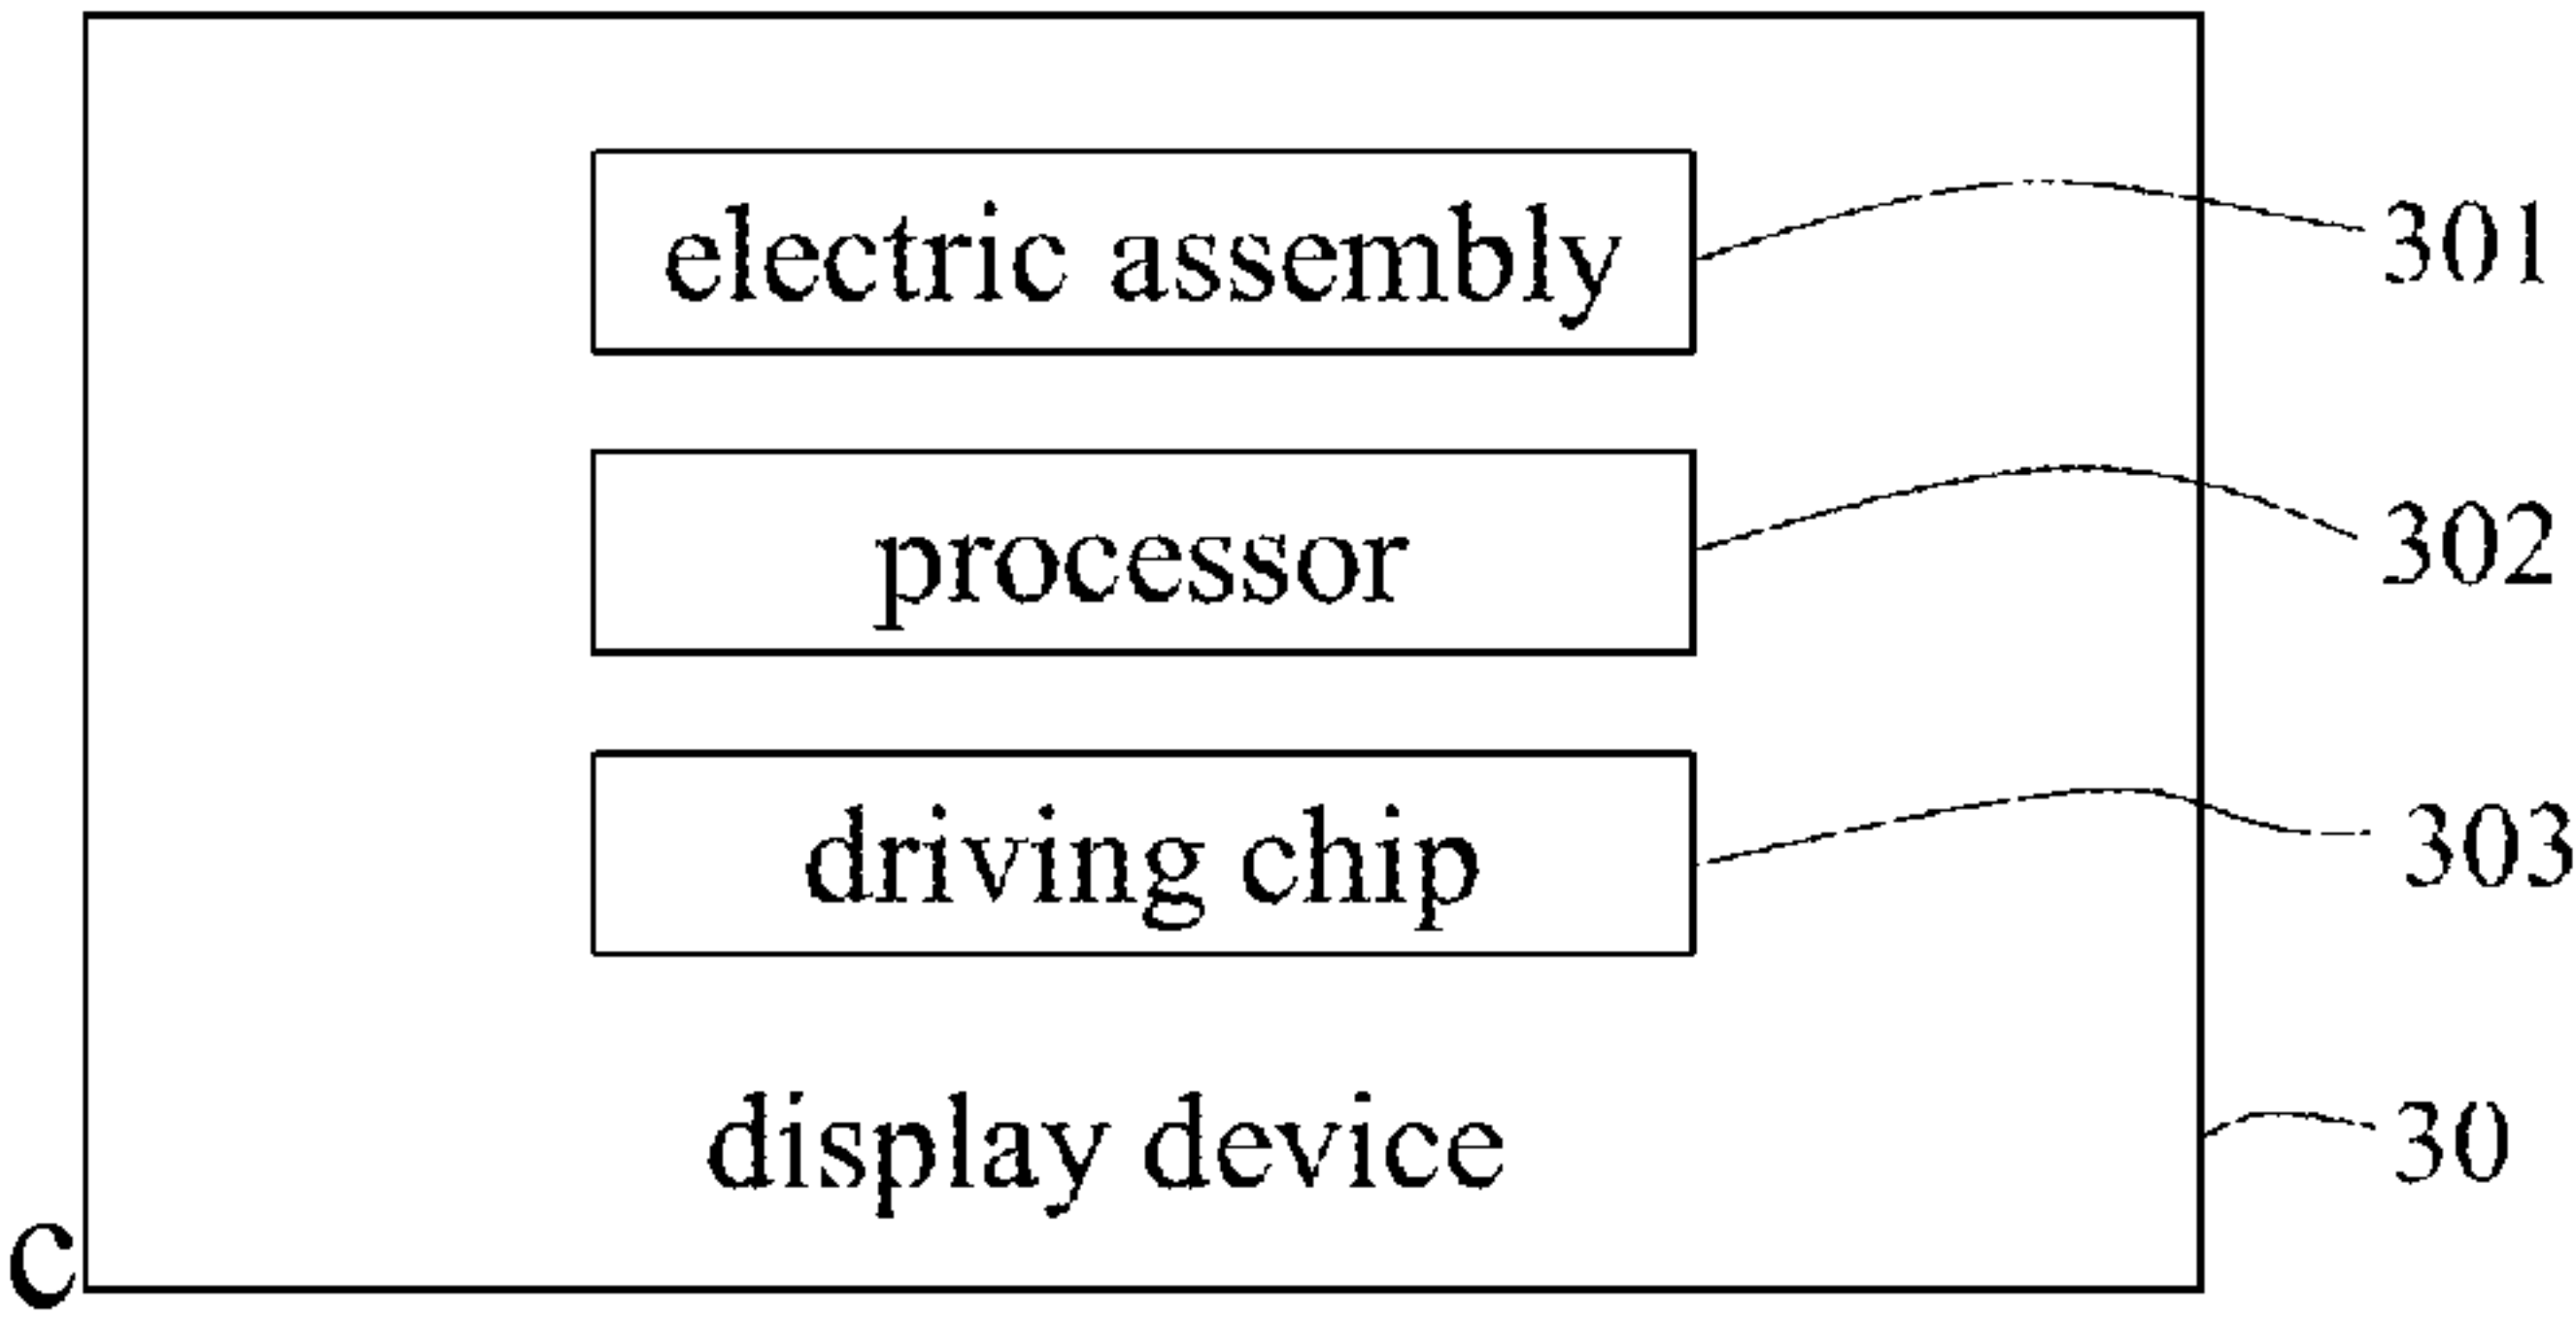 electric assembly 301
processor 302
driving chip 303
display device 30
c